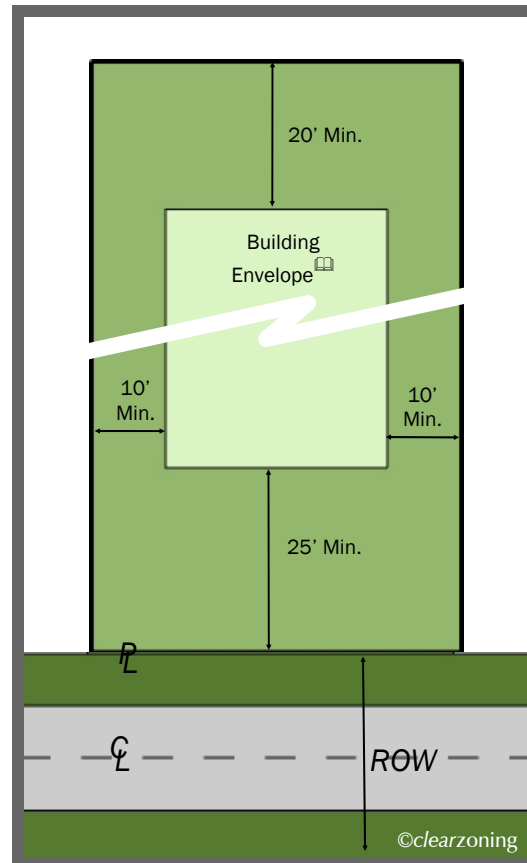 20’ Min.
Building
Envelope
10’
Min.
10’
Min.
25’ Min.
PL
CL
ROW
©clearzoning